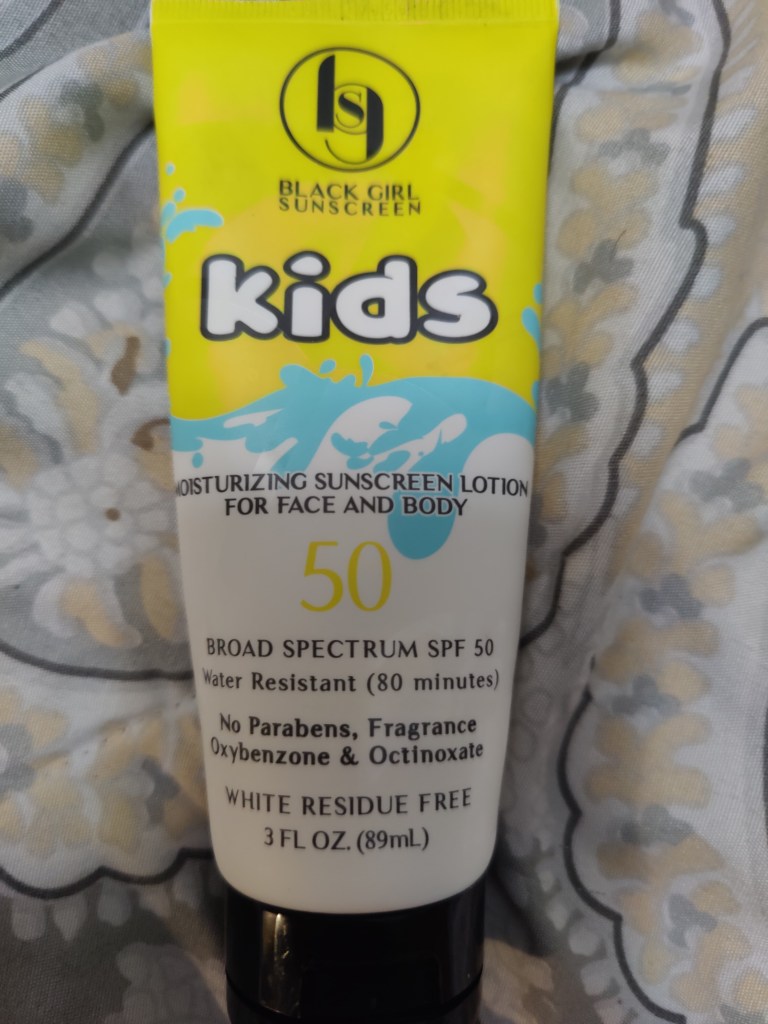 bsg
BLACK GIRL
SUNSCREEN
Kids
MOISTURIZING SUNSCREEN LOTION
FOR FACE AND BODY
50
BROAD SPECTRUM SPF 50
Water Resistant (80 minutes)
No Parabens, Fragrance
Oxybenzone & Octinoxate
WHITE RESIDUE FREE
3 FL OZ. (89mL)